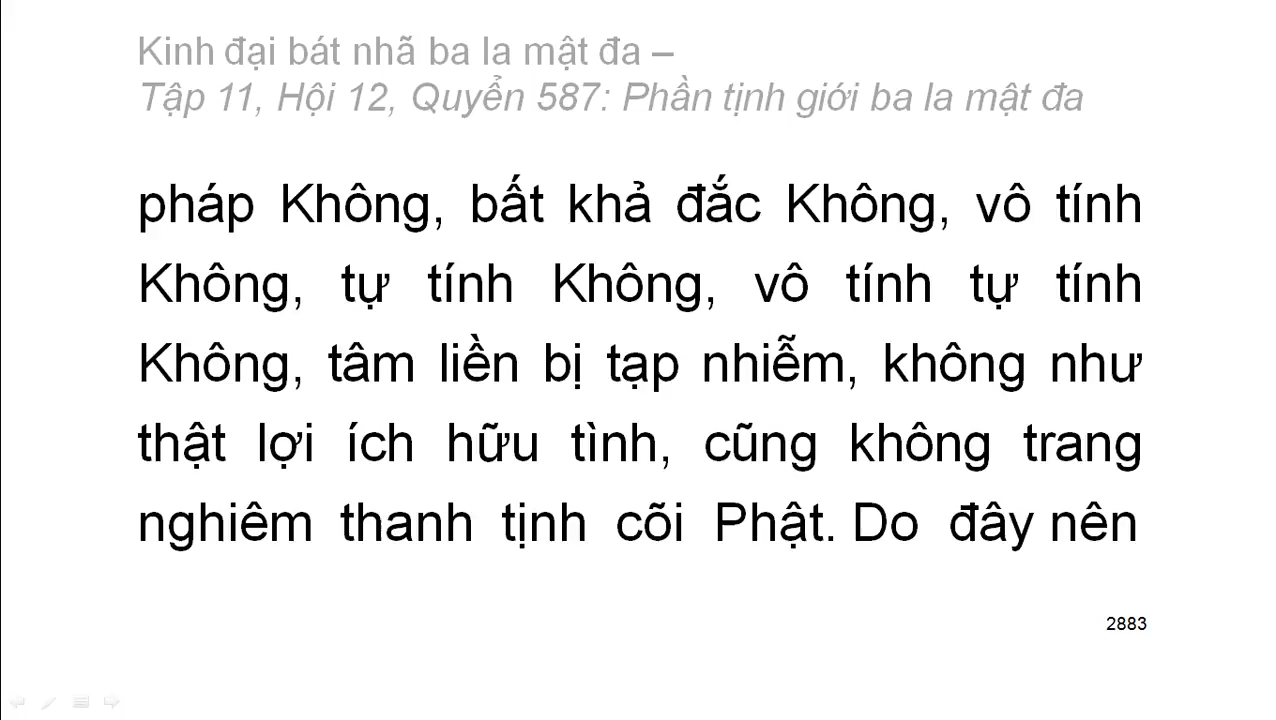 Kinh đại bát nhã ba la mật đa –
Tập 11, Hội 12, Quyển 587: Phần tịnh giới ba la mật đa
pháp Không, bất khả đắc Không, vô tính
Không, tự tính Không, vô tính tự tính
Không, tâm liền bị tạp nhiễm, không như
thật lợi ích hữu tình, cũng không trang
nghiêm thanh tịnh cõi Phật. Do đây nên
2883